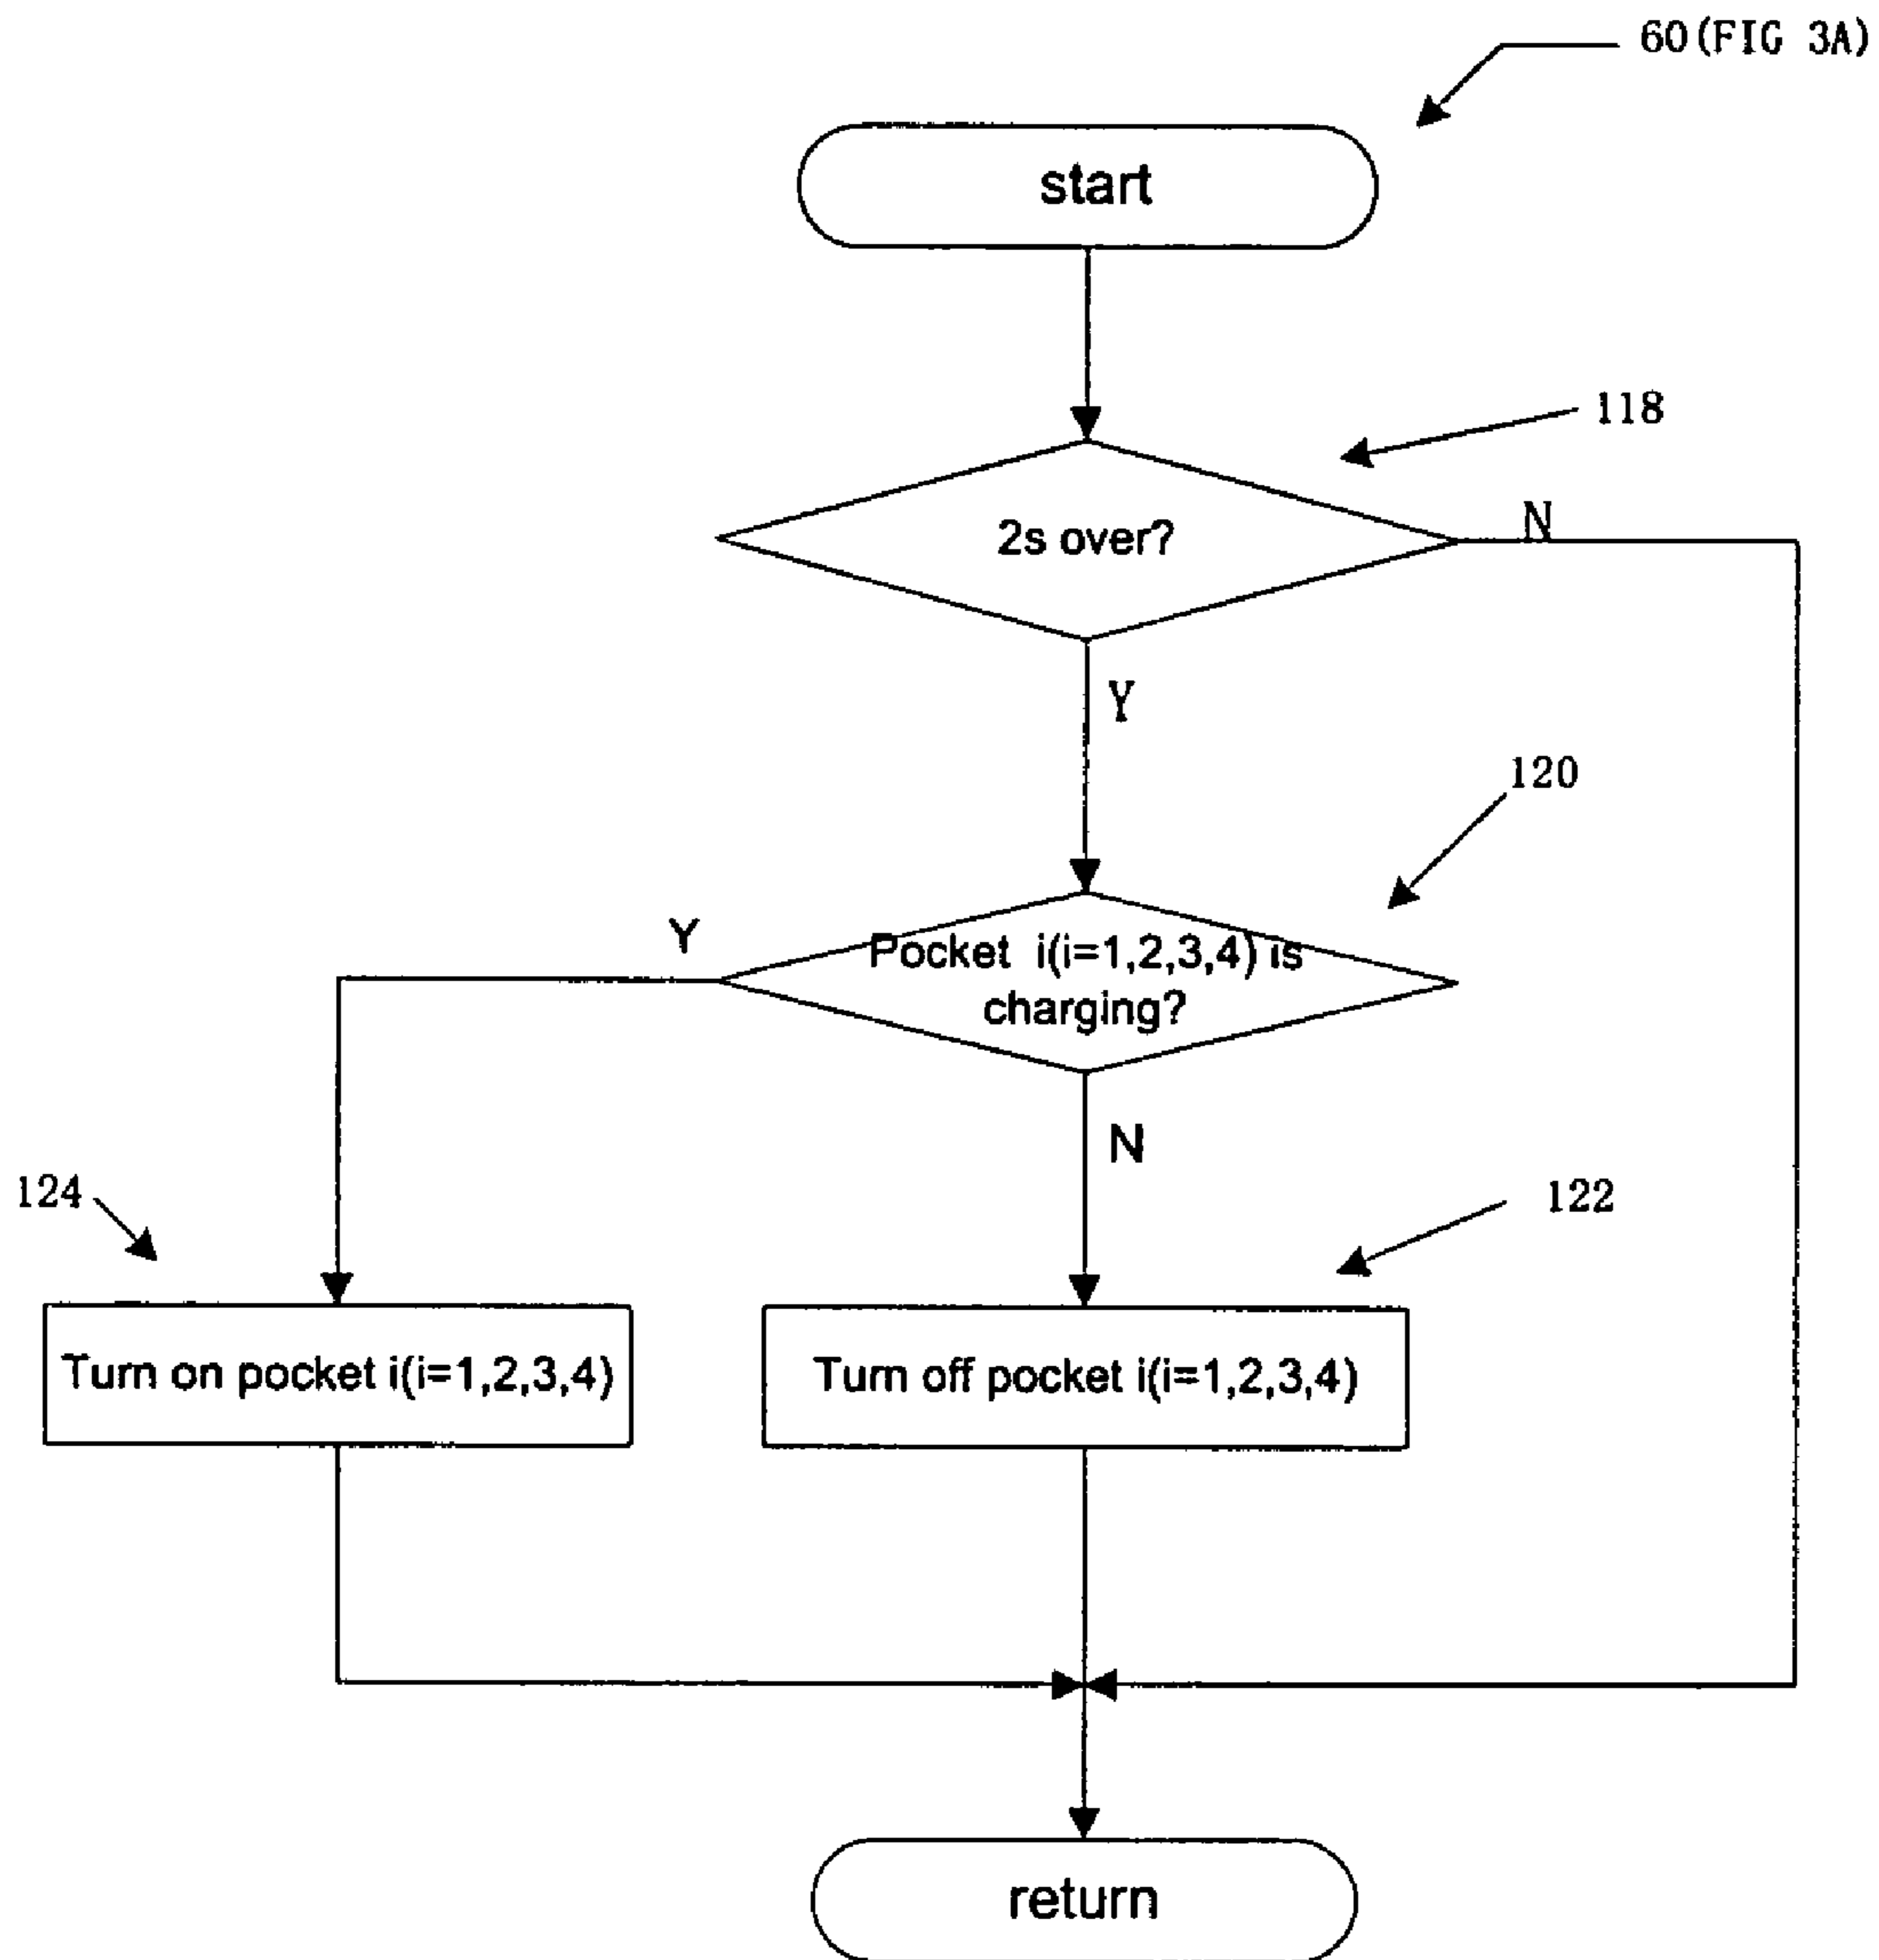 60(FIG 3A)
start
118
2s over?
N
Y
120
Y
Pocket i(i=1,2,3,4) is
charging?
N
124
122
Turn on pocket i(i=1,2,3,4)
Turn off pocket i(i=1,2,3,4)
return